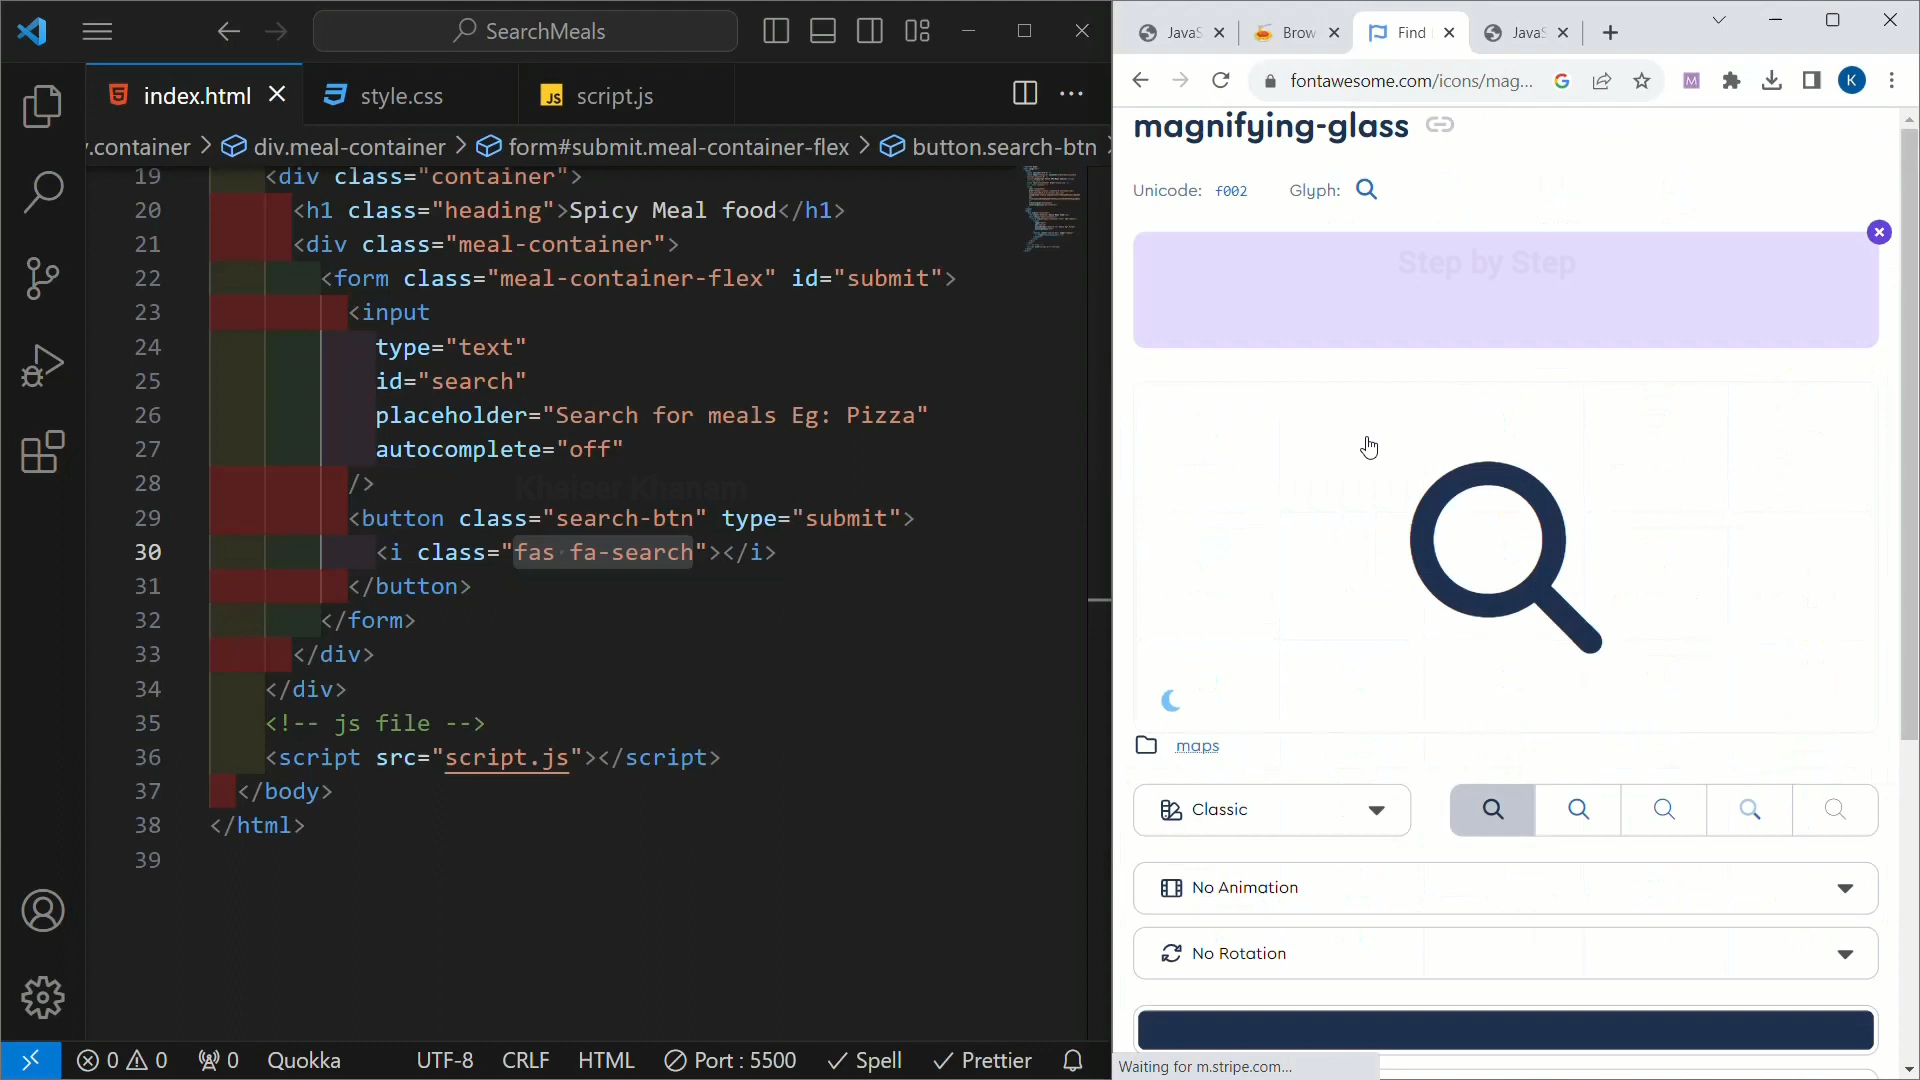 SearchMeals
index.html
style.css
JS script.js
.container > div.meal-container > form#submit.meal-container-flex > button.search-btn >
19 <div class="container">
20 <h1 class="heading">Spicy Meal food</h1>
21 <div class="meal-container">
22 <form class="meal-container-flex" id="submit">
23 <input
24 type="text"
25 id="search"
26 placeholder="Search for meals Eg: Pizza"
27 autocomplete="off"
28 />
Khaiser Khanam
29 <button class="search-btn" type="submit">
30 <i class="fas fa-search"></i>
31 </button>
32 </form>
33 </div>
34 </div>
35 <!-- js file -->
36 <script src="script.js"></script>
37 </body>
38 </html>
39
0 0 0 Quokka UTF-8 CRLF HTML Port : 5500 Spell Prettier
JavaS
Brow
Find
JavaS
fontawesome.com/icons/mag...
G
M
K
magnifying-glass
Unicode: f002 Glyph:
Step by Step
maps
Classic
No Animation
No Rotation
Waiting for m.stripe.com...